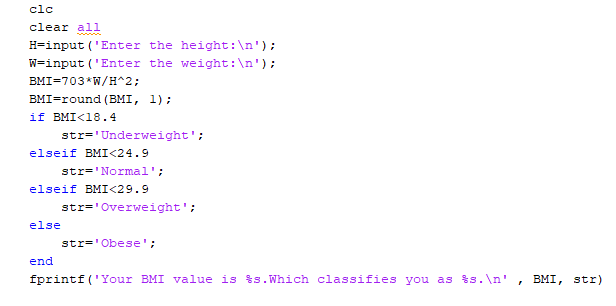 clc
clear all
H=input('Enter the height:\n');
W=input('Enter the weight:\n');
BMI=703*W/H^2;
BMI=round(BMI, 1);
if BMI<18.4
    str='Underweight';
elseif BMI<24.9
    str='Normal';
elseif BMI<29.9
    str='Overweight';
else
    str='Obese';
end
fprintf('Your BMI value is %s.Which classifies you as %s.\n' , BMI, str)